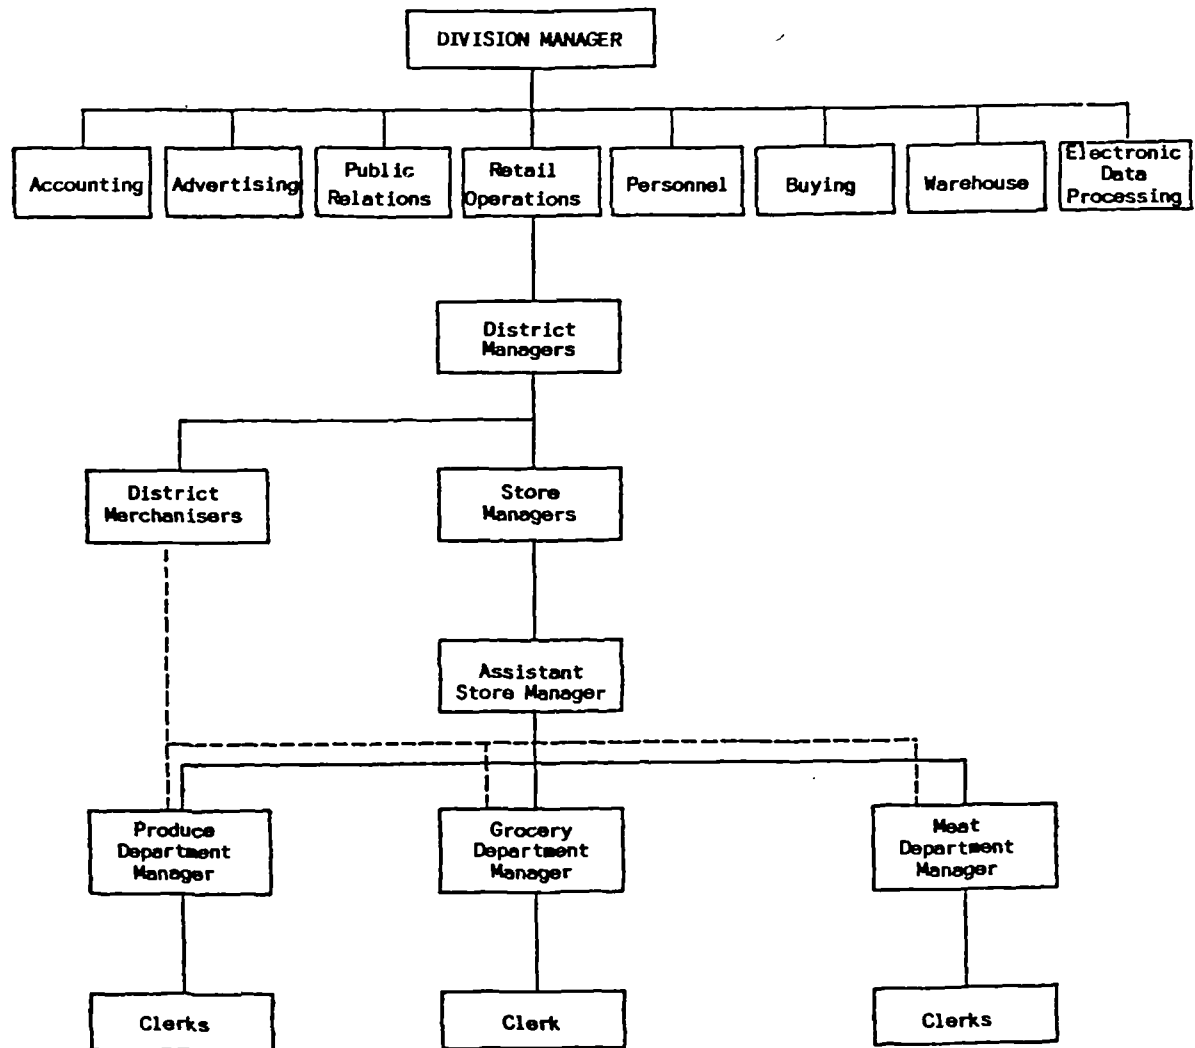 DIVISION MANAGER
Accounting
Advertising
Public
Relations
Retail
Operations
Personnel
Buying
Warehouse
Electronic
Data
Processing
District
Managers
District
Merchanisers
Store
Managers
Assistant
Store Manager
Produce
Department
Manager
Grocery
Department
Manager
Meat
Department
Manager
Clerks
Clerk
Clerks